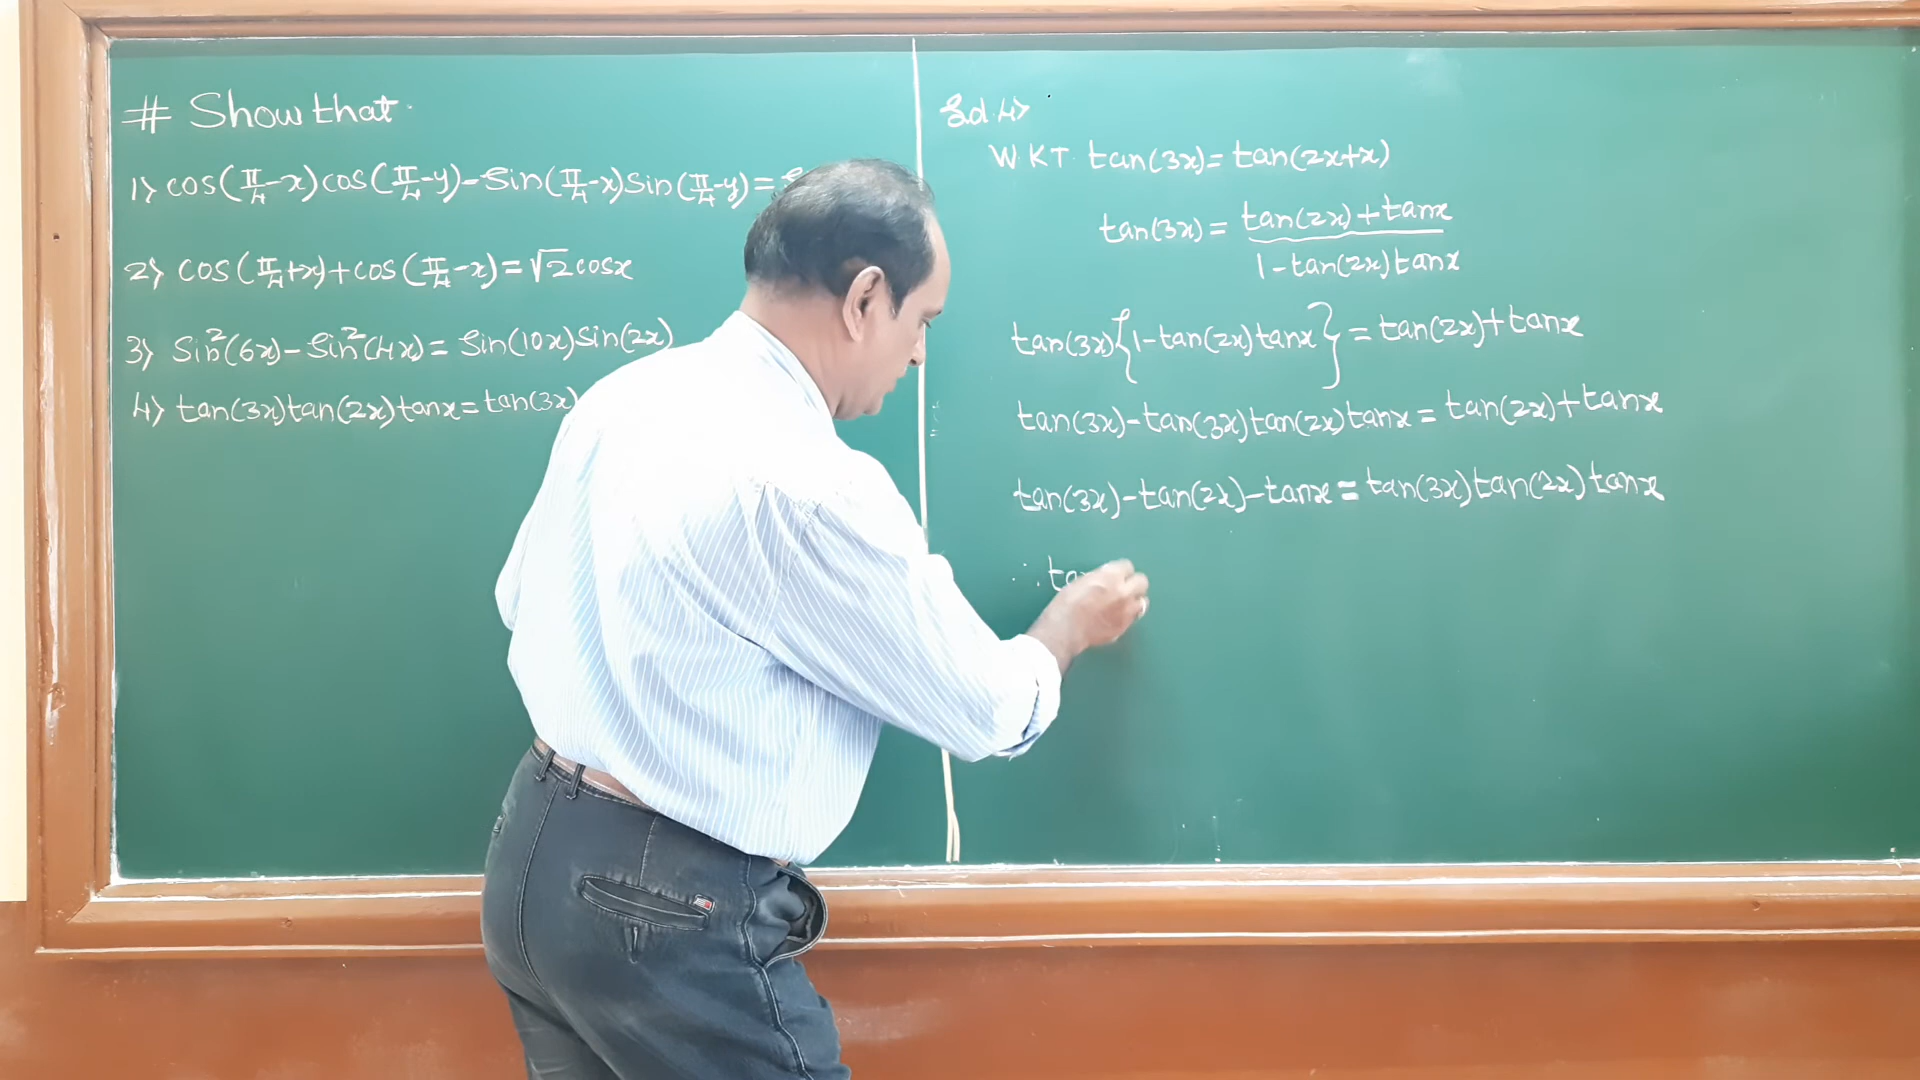 # Show that
1) cos(π/4-x)cos(π/4-y)-Sin(π/4-x)Sin(π/4-y)=
2) cos(π/4+x)+cos(π/4-x)=√2cosx
3) Sin²(6x)-Sin²(4x)=Sin(10x)Sin(2x)
4) tan(3x)tan(2x)tanx=tan(3x)
Sol.4)
W.K.T. tan(3x)=tan(2x+x)
tan(3x)= tan(2x)+tanx
1-tan(2x)tanx
tan(3x){1-tan(2x)tanx}=tan(2x)+tanx
tan(3x)-tan(3x)tan(2x)tanx=tan(2x)+tanx
tan(3x)-tan(2x)-tanx=tan(3x)tan(2x)tanx
∴ ta